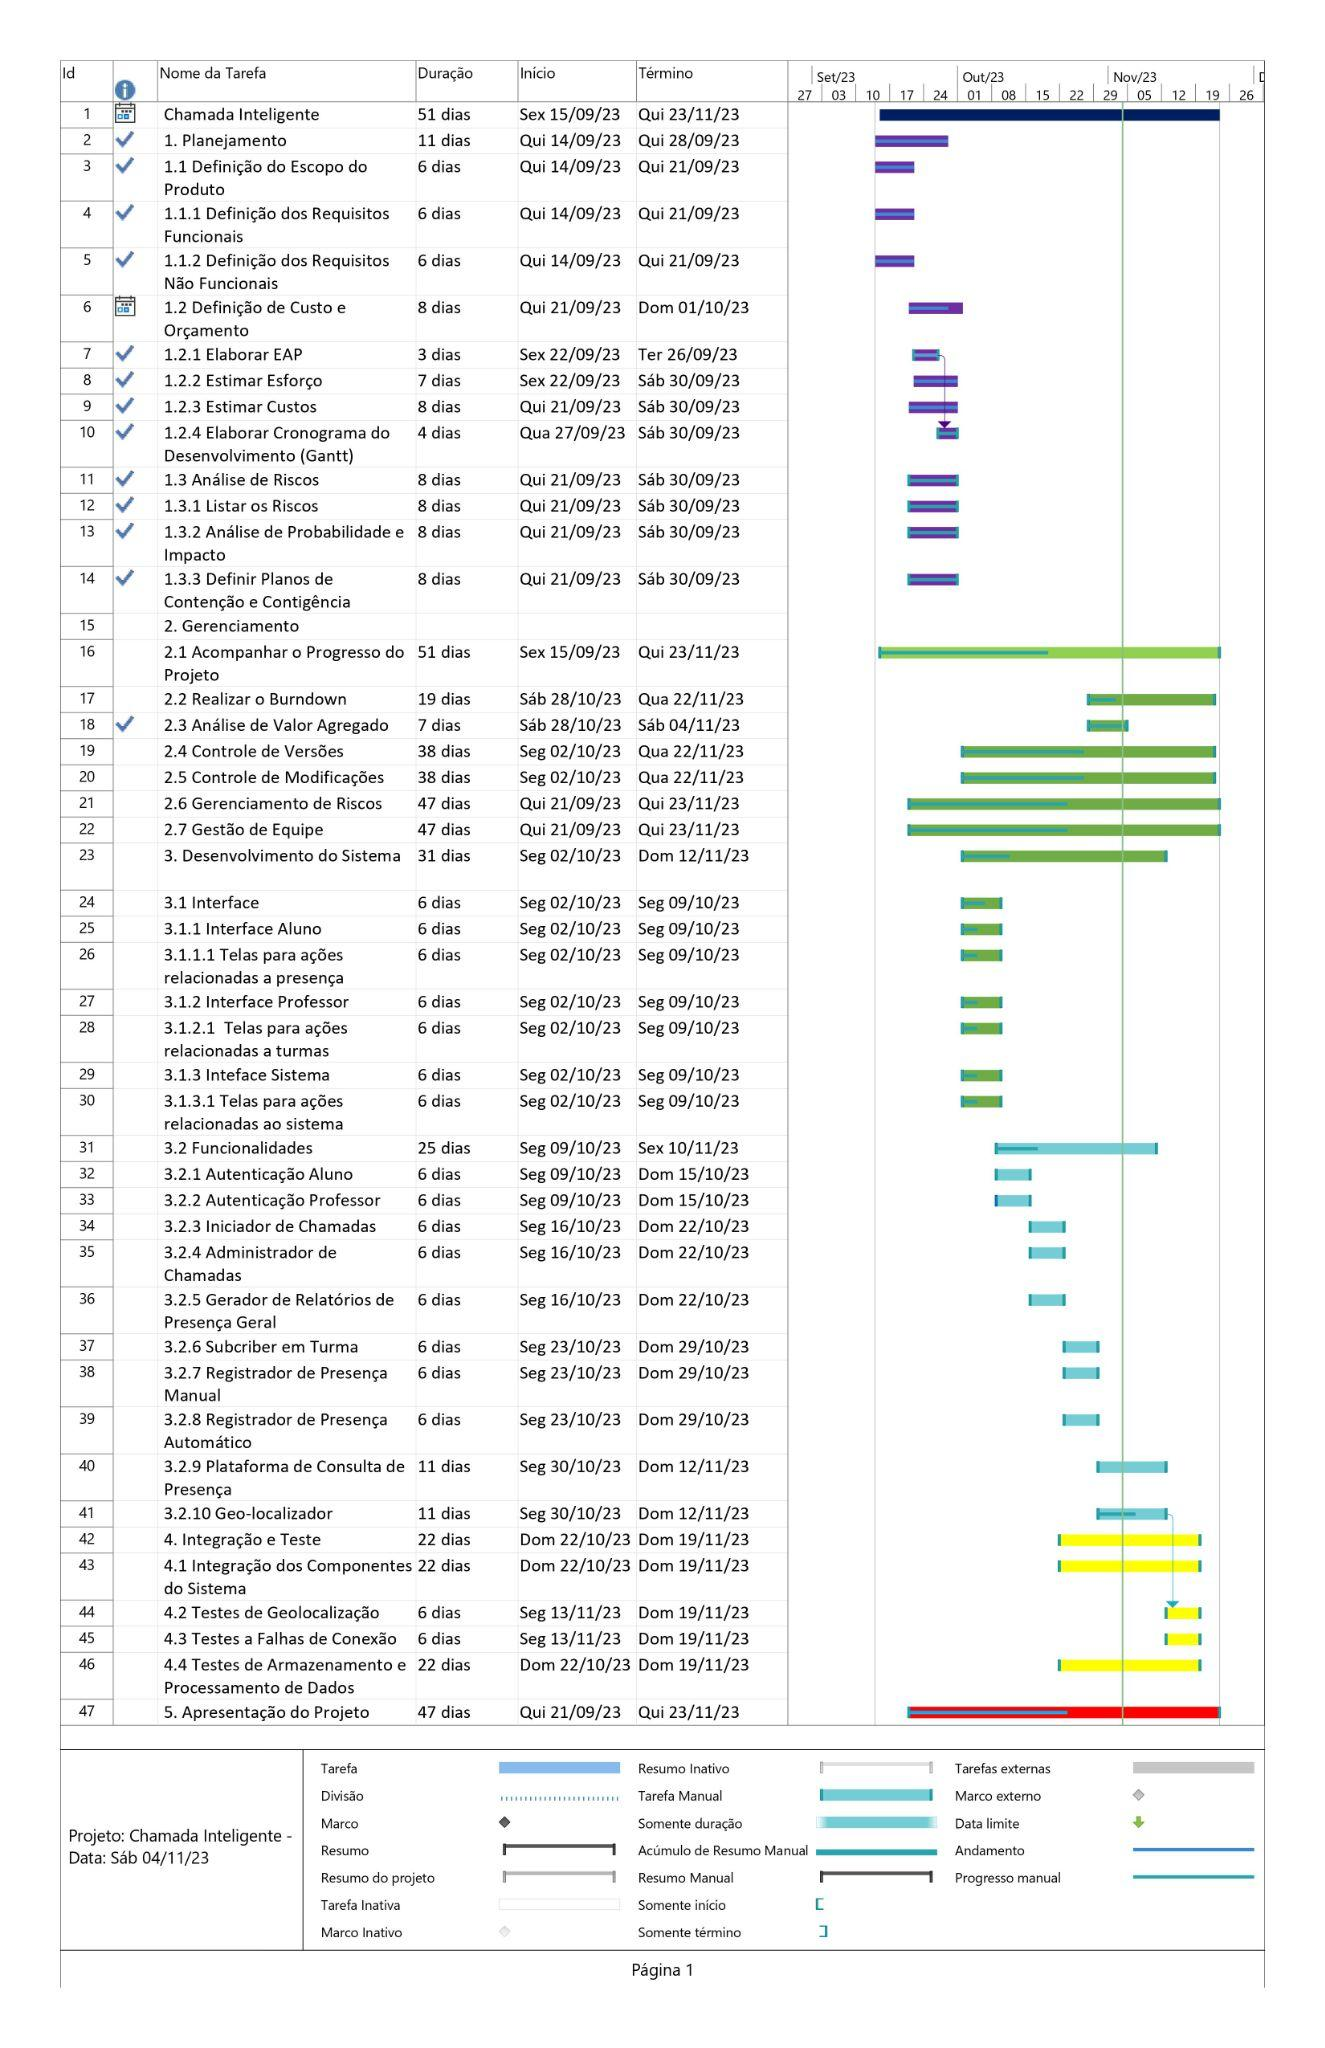 Id Nome da Tarefa Duração Início Término
Set/23 Out/23 Nov/23 D
27 03 10 17 24 01 08 15 22 29 05 12 19 26
1 Chamada Inteligente 51 dias Sex 15/09/23 Qui 23/11/23
2 1. Planejamento 11 dias Qui 14/09/23 Qui 28/09/23
3 1.1 Definição do Escopo do 6 dias Qui 14/09/23 Qui 21/09/23
Produto
4 1.1.1 Definição dos Requisitos 6 dias Qui 14/09/23 Qui 21/09/23
Funcionais
5 1.1.2 Definição dos Requisitos 6 dias Qui 14/09/23 Qui 21/09/23
Não Funcionais
6 1.2 Definição de Custo e 8 dias Qui 21/09/23 Dom 01/10/23
Orçamento
7 1.2.1 Elaborar EAP 3 dias Sex 22/09/23 Ter 26/09/23
8 1.2.2 Estimar Esforço 7 dias Sex 22/09/23 Sáb 30/09/23
9 1.2.3 Estimar Custos 8 dias Qui 21/09/23 Sáb 30/09/23
10 1.2.4 Elaborar Cronograma do 4 dias Qua 27/09/23 Sáb 30/09/23
Desenvolvimento (Gantt)
11 1.3 Análise de Riscos 8 dias Qui 21/09/23 Sáb 30/09/23
12 1.3.1 Listar os Riscos 8 dias Qui 21/09/23 Sáb 30/09/23
13 1.3.2 Análise de Probabilidade e 8 dias Qui 21/09/23 Sáb 30/09/23
Impacto
14 1.3.3 Definir Planos de 8 dias Qui 21/09/23 Sáb 30/09/23
Contenção e Contigência
15 2. Gerenciamento
16 2.1 Acompanhar o Progresso do 51 dias Sex 15/09/23 Qui 23/11/23
Projeto
17 2.2 Realizar o Burndown 19 dias Sáb 28/10/23 Qua 22/11/23
18 2.3 Análise de Valor Agregado 7 dias Sáb 28/10/23 Sáb 04/11/23
19 2.4 Controle de Versões 38 dias Seg 02/10/23 Qua 22/11/23
20 2.5 Controle de Modificações 38 dias Seg 02/10/23 Qua 22/11/23
21 2.6 Gerenciamento de Riscos 47 dias Qui 21/09/23 Qui 23/11/23
22 2.7 Gestão de Equipe 47 dias Qui 21/09/23 Qui 23/11/23
23 3. Desenvolvimento do Sistema 31 dias Seg 02/10/23 Dom 12/11/23
24 3.1 Interface 6 dias Seg 02/10/23 Seg 09/10/23
25 3.1.1 Interface Aluno 6 dias Seg 02/10/23 Seg 09/10/23
26 3.1.1.1 Telas para ações 6 dias Seg 02/10/23 Seg 09/10/23
relacionadas a presença
27 3.1.2 Interface Professor 6 dias Seg 02/10/23 Seg 09/10/23
28 3.1.2.1 Telas para ações 6 dias Seg 02/10/23 Seg 09/10/23
relacionadas a turmas
29 3.1.3 Inteface Sistema 6 dias Seg 02/10/23 Seg 09/10/23
30 3.1.3.1 Telas para ações 6 dias Seg 02/10/23 Seg 09/10/23
relacionadas ao sistema
31 3.2 Funcionalidades 25 dias Seg 09/10/23 Sex 10/11/23
32 3.2.1 Autenticação Aluno 6 dias Seg 09/10/23 Dom 15/10/23
33 3.2.2 Autenticação Professor 6 dias Seg 09/10/23 Dom 15/10/23
34 3.2.3 Iniciador de Chamadas 6 dias Seg 16/10/23 Dom 22/10/23
35 3.2.4 Administrador de 6 dias Seg 16/10/23 Dom 22/10/23
Chamadas
36 3.2.5 Gerador de Relatórios de 6 dias Seg 16/10/23 Dom 22/10/23
Presença Geral
37 3.2.6 Subcriber em Turma 6 dias Seg 23/10/23 Dom 29/10/23
38 3.2.7 Registrador de Presença 6 dias Seg 23/10/23 Dom 29/10/23
Manual
39 3.2.8 Registrador de Presença 6 dias Seg 23/10/23 Dom 29/10/23
Automático
40 3.2.9 Plataforma de Consulta de 11 dias Seg 30/10/23 Dom 12/11/23
Presença
41 3.2.10 Geo-localizador 11 dias Seg 30/10/23 Dom 12/11/23
42 4. Integração e Teste 22 dias Dom 22/10/23 Dom 19/11/23
43 4.1 Integração dos Componentes 22 dias Dom 22/10/23 Dom 19/11/23
do Sistema
44 4.2 Testes de Geolocalização 6 dias Seg 13/11/23 Dom 19/11/23
45 4.3 Testes a Falhas de Conexão 6 dias Seg 13/11/23 Dom 19/11/23
46 4.4 Testes de Armazenamento e 22 dias Dom 22/10/23 Dom 19/11/23
Processamento de Dados
47 5. Apresentação do Projeto 47 dias Qui 21/09/23 Qui 23/11/23
Projeto: Chamada Inteligente -
Data: Sáb 04/11/23
Tarefa Resumo Inativo Tarefas externas
Divisão Tarefa Manual Marco externo
Marco Somente duração Data limite
Resumo Acúmulo de Resumo Manual Andamento
Resumo do projeto Resumo Manual Progresso manual
Tarefa Inativa Somente início
Marco Inativo Somente término
Página 1